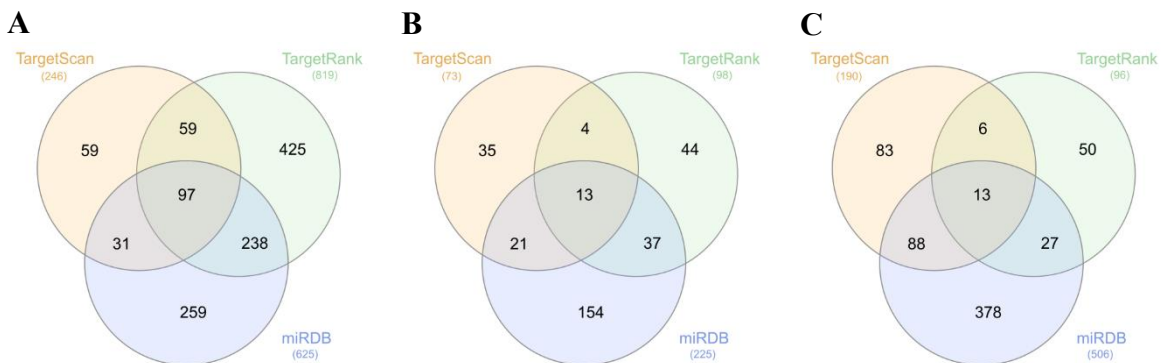 A
TargetScan
(246)
TargetRank
(819)
59
59
425
97
31
238
259
miRDB
(625)
B
TargetScan
(73)
TargetRank
(98)
35
4
44
13
21
37
154
miRDB
(225)
C
TargetScan
(190)
TargetRank
(96)
83
6
50
13
88
27
378
miRDB
(506)